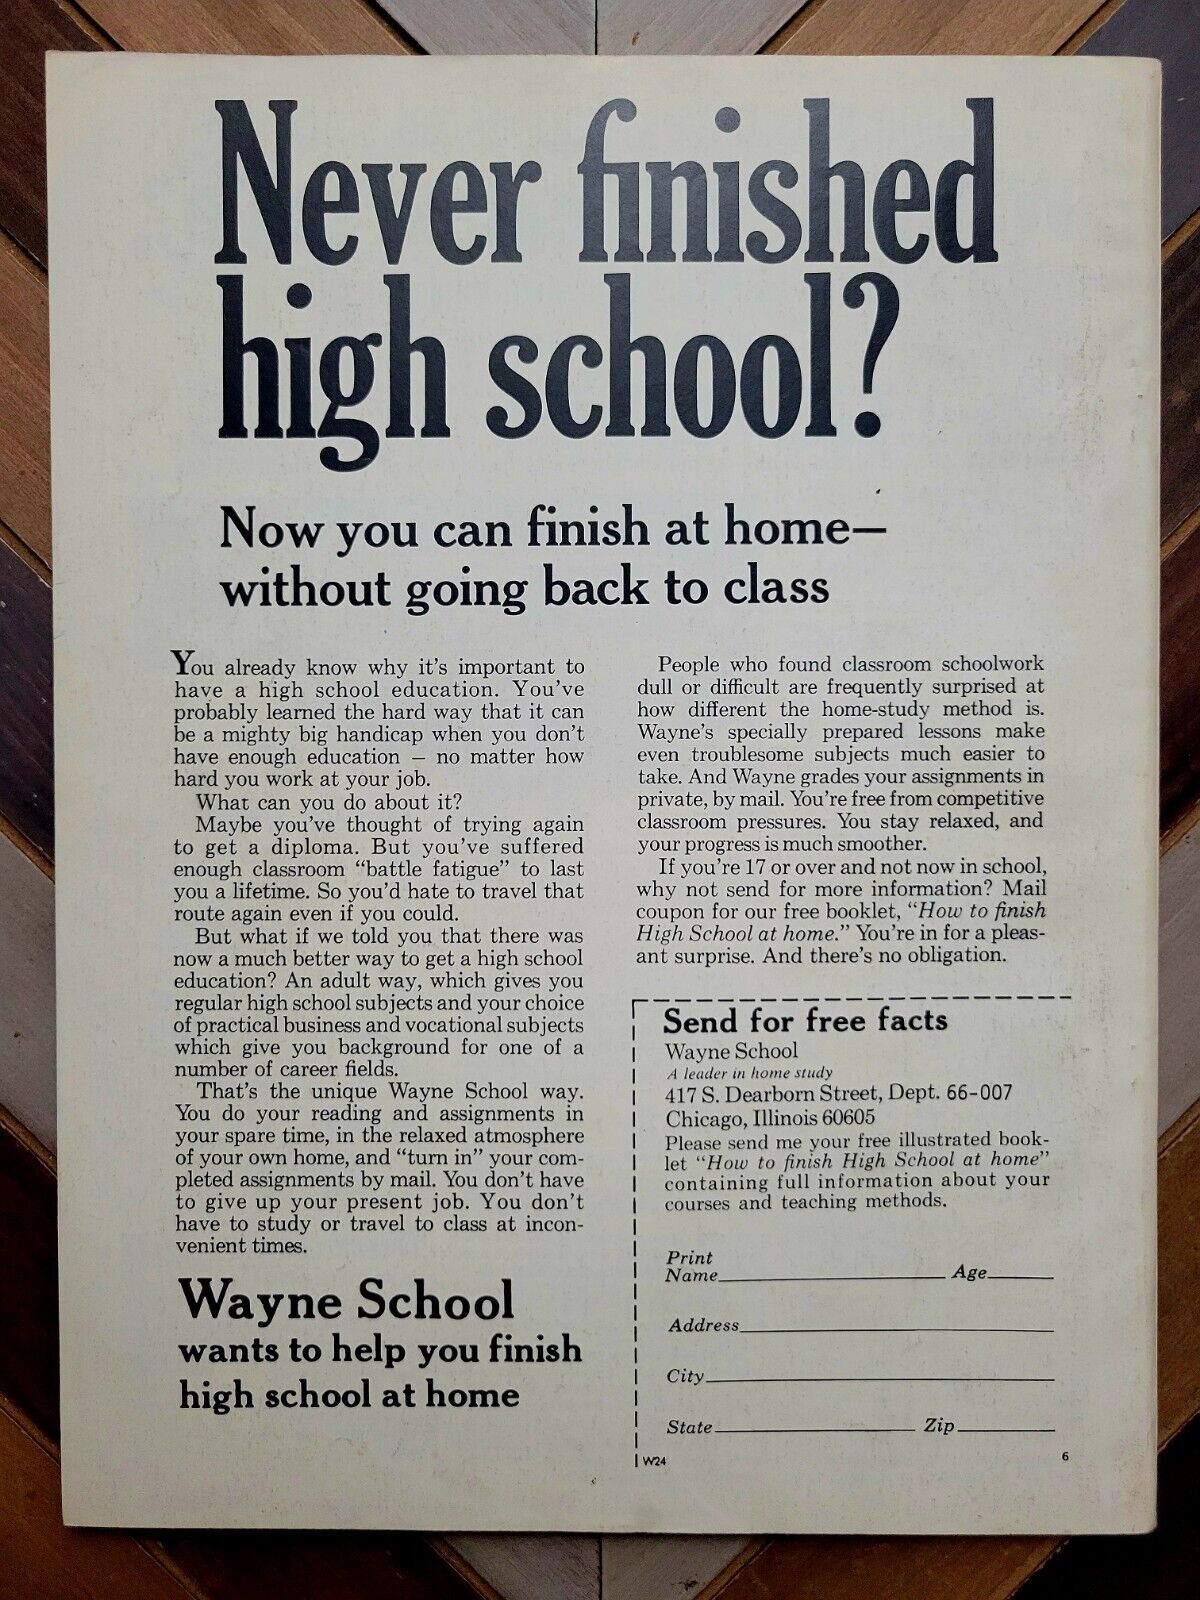 Never finished
high school?
Now you can finish at home—
without going back to class
You already know why it's important to
have a high school education. You've
probably learned the hard way that it can
be a mighty big handicap when you don't
have enough education — no matter how
hard you work at your job.
What can you do about it?
Maybe you've thought of trying again
to get a diploma. But you've suffered
enough classroom "battle fatigue" to last
you a lifetime. So you'd hate to travel that
route again even if you could.
But what if we told you that there was
now a much better way to get a high school
education? An adult way, which gives you
regular high school subjects and your choice
of practical business and vocational subjects
which give you background for one of a
number of career fields.
That's the unique Wayne School way.
You do your reading and assignments in
your spare time, in the relaxed atmosphere
of your own home, and "turn in" your com-
pleted assignments by mail. You don't have
to give up your present job. You don't
have to study or travel to class at incon-
venient times.
Wayne School
wants to help you finish
high school at home
People who found classroom schoolwork
dull or difficult are frequently surprised at
how different the home-study method is.
Wayne's specially prepared lessons make
even troublesome subjects much easier to
take. And Wayne grades your assignments in
private, by mail. You're free from competitive
classroom pressures. You stay relaxed, and
your progress is much smoother.
If you're 17 or over and not now in school,
why not send for more information? Mail
coupon for our free booklet, "How to finish
High School at home." You're in for a pleas-
ant surprise. And there's no obligation.
Send for free facts
Wayne School
A leader in home study
417 S. Dearborn Street, Dept. 66-007
Chicago, Illinois 60605
Please send me your free illustrated book-
let "How to finish High School at home"
containing full information about your
courses and teaching methods.
Print
Name Age
Address
City
State Zip
W24 6